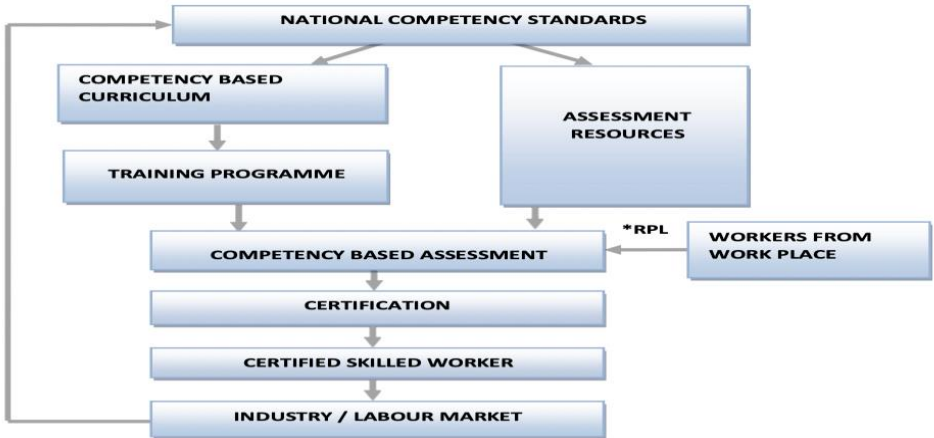 NATIONAL COMPETENCY STANDARDS
COMPETENCY BASED
CURRICULUM
ASSESSMENT
RESOURCES
TRAINING PROGRAMME
*RPL
WORKERS FROM
WORK PLACE
COMPETENCY BASED ASSESSMENT
CERTIFICATION
CERTIFIED SKILLED WORKER
INDUSTRY / LABOUR MARKET